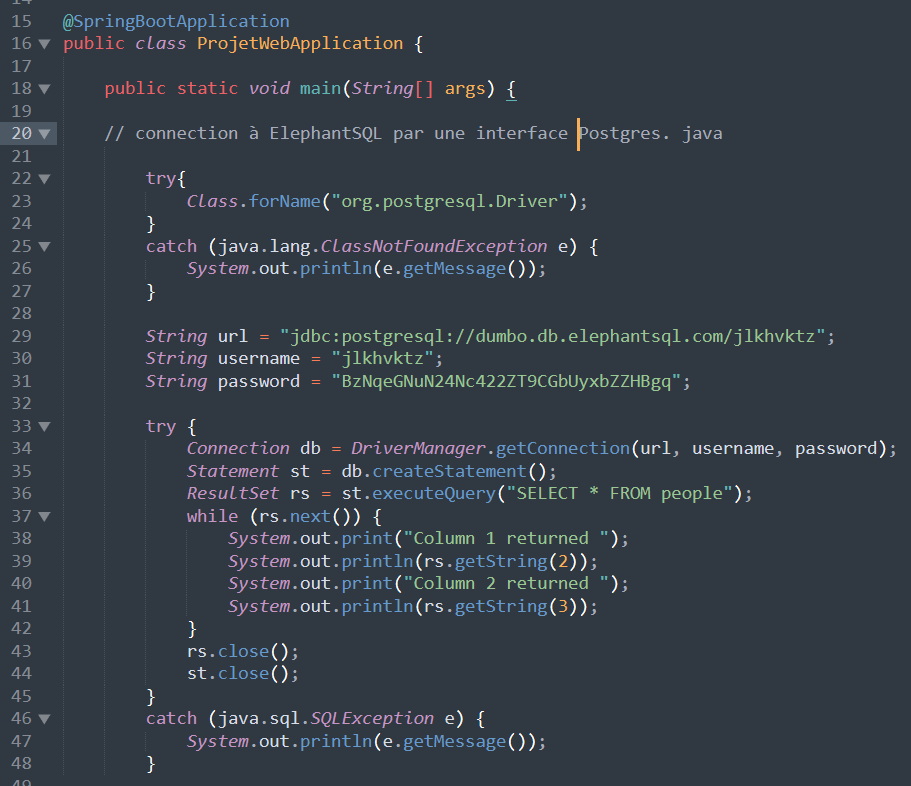 15 @SpringBootApplication
16 public class ProjetWebApplication {
17
18 public static void main(String[] args) {
19
20 // connection à ElephantSQL par une interface Postgres. java
21
22 try{
23 Class.forName("org.postgresql.Driver");
24 }
25 catch (java.lang.ClassNotFoundException e) {
26 System.out.println(e.getMessage());
27 }
28
29 String url = "jdbc:postgresql://dumbo.db.elephantsql.com/jlkhvktz";
30 String username = "jlkhvktz";
31 String password = "BzNqeGNuN24Nc422ZT9CGbUyxbZZHBgq";
32
33 try {
34 Connection db = DriverManager.getConnection(url, username, password);
35 Statement st = db.createStatement();
36 ResultSet rs = st.executeQuery("SELECT * FROM people");
37 while (rs.next()) {
38 System.out.print("Column 1 returned ");
39 System.out.println(rs.getString(2));
40 System.out.print("Column 2 returned ");
41 System.out.println(rs.getString(3));
42 }
43 rs.close();
44 st.close();
45 }
46 catch (java.sql.SQLException e) {
47 System.out.println(e.getMessage());
48 }